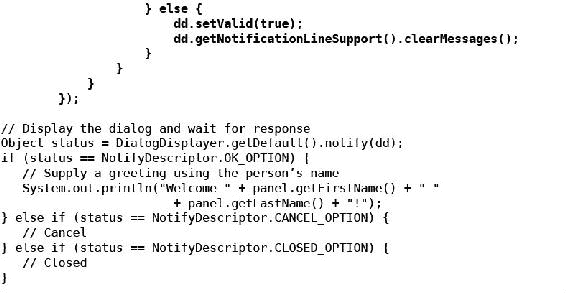 } else {
                        dd.setValid(true);
                        dd.getNotificationLineSupport().clearMessages();
                    }
                }
            }
        });

// Display the dialog and wait for response
Object status = DialogDisplayer.getDefault().notify(dd);
if (status == NotifyDescriptor.OK_OPTION) {
   // Supply a greeting using the person’s name
   System.out.println("Welcome " + panel.getFirstName() + " "
                        + panel.getLastName() + "!");
} else if (status == NotifyDescriptor.CANCEL_OPTION) {
   // Cancel
} else if (status == NotifyDescriptor.CLOSED_OPTION) {
   // Closed
}